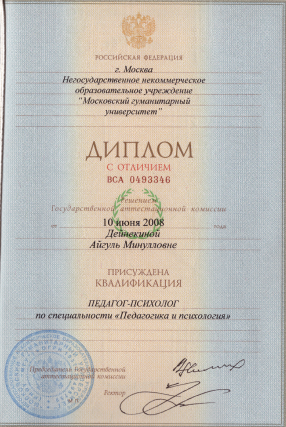 РОССИЙСКАЯ ФЕДЕРАЦИЯ
г. Москва
Негосударственное некоммерческое
образовательное учреждение
"Московский гуманитарный
университет"
ДИПЛОМ
С ОТЛИЧИЕМ
ВСА 0493346
Решением
Государственной аттестационной комиссии
от 10 июня 2008 года
Дейнекиной
Айгуль Минулловне
ПРИСУЖДЕНА
КВАЛИФИКАЦИЯ
ПЕДАГОГ-ПСИХОЛОГ
по специальности «Педагогика и психология»
Председатель Государственной
аттестационной комиссии
Ректор